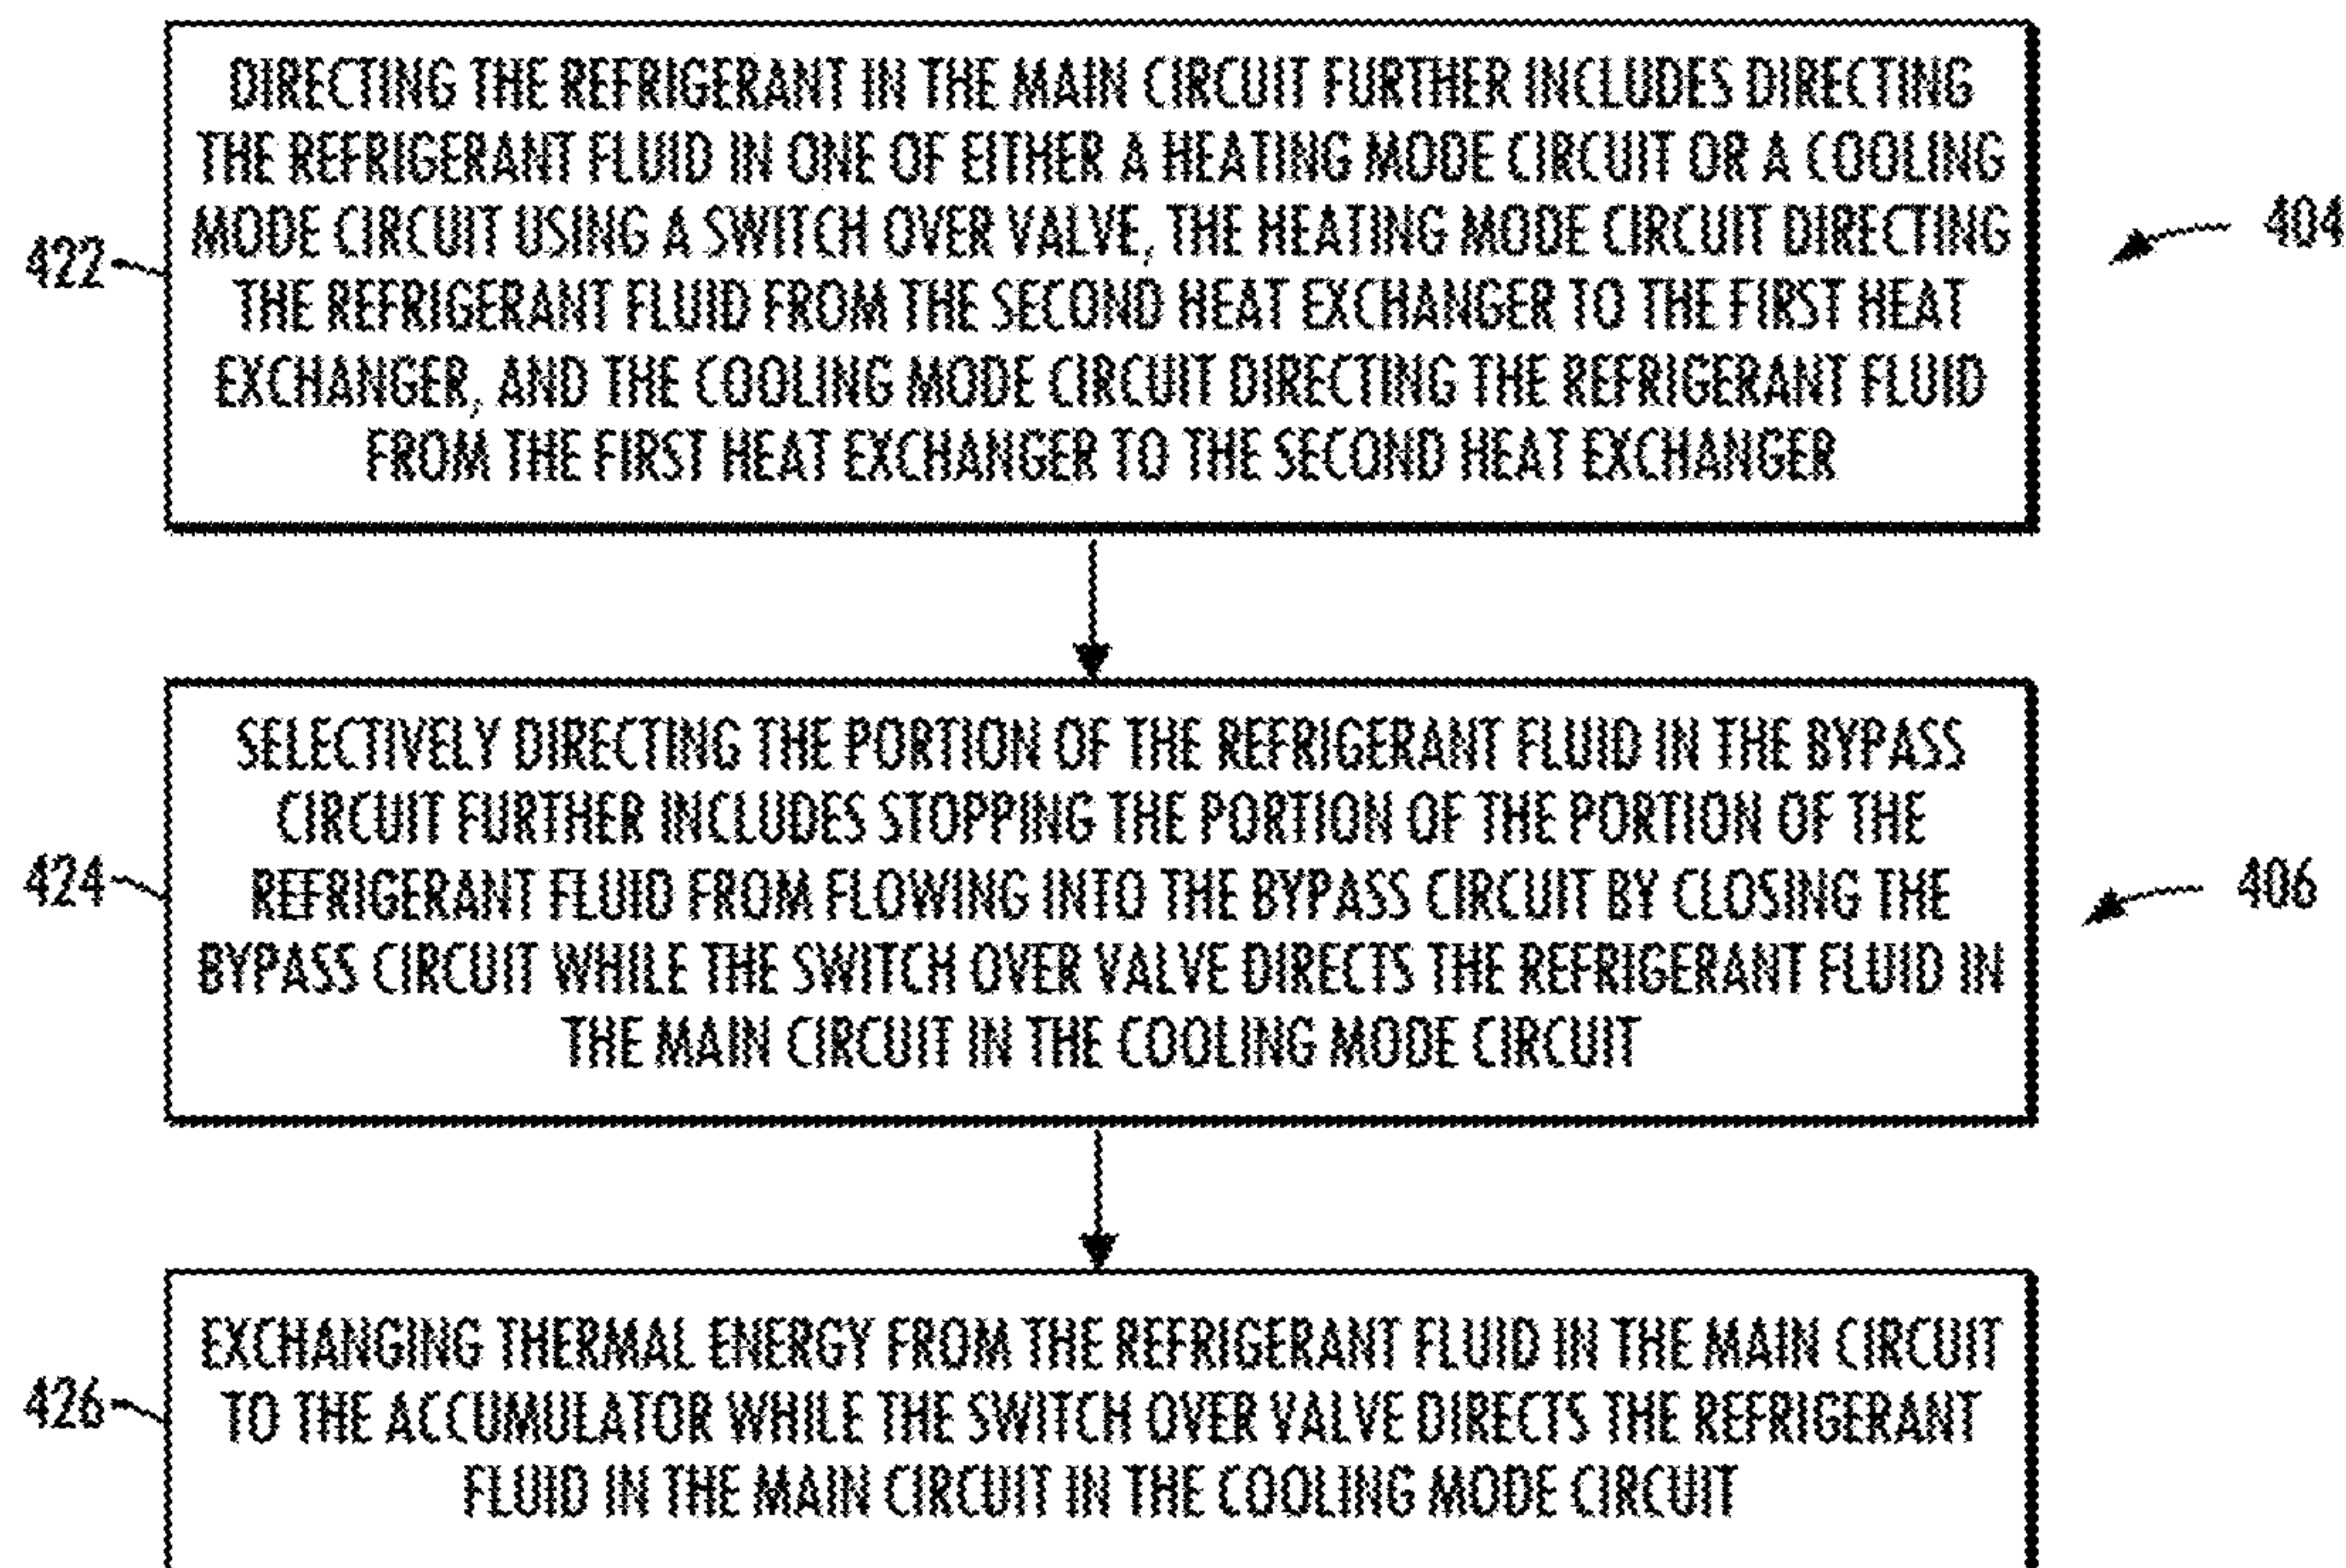 DIRECTING THE REFRIGERANT IN THE MAIN CIRCUIT FURTHER INCLUDES DIRECTING
THE REFRIGERANT FLUID IN ONE OF EITHER A HEATING MODE CIRCUIT OR A COOLING
MODE CIRCUIT USING A SWITCH OVER VALVE, THE HEATING MODE CIRCUIT DIRECTING
THE REFRIGERANT FLUID FROM THE SECOND HEAT EXCHANGER TO THE FIRST HEAT
EXCHANGER, AND THE COOLING MODE CIRCUIT DIRECTING THE REFRIGERANT FLUID
FROM THE FIRST HEAT EXCHANGER TO THE SECOND HEAT EXCHANGER
422
404
SELECTIVELY DIRECTING THE PORTION OF THE REFRIGERANT FLUID IN THE BYPASS
CIRCUIT FURTHER INCLUDES STOPPING THE PORTION OF THE PORTION OF THE
REFRIGERANT FLUID FROM FLOWING INTO THE BYPASS CIRCUIT BY CLOSING THE
BYPASS CIRCUIT WHILE THE SWITCH OVER VALVE DIRECTS THE REFRIGERANT FLUID IN
THE MAIN CIRCUIT IN THE COOLING MODE CIRCUIT
424
406
EXCHANGING THERMAL ENERGY FROM THE REFRIGERANT FLUID IN THE MAIN CIRCUIT
TO THE ACCUMULATOR WHILE THE SWITCH OVER VALVE DIRECTS THE REFRIGERANT
FLUID IN THE MAIN CIRCUIT IN THE COOLING MODE CIRCUIT
426